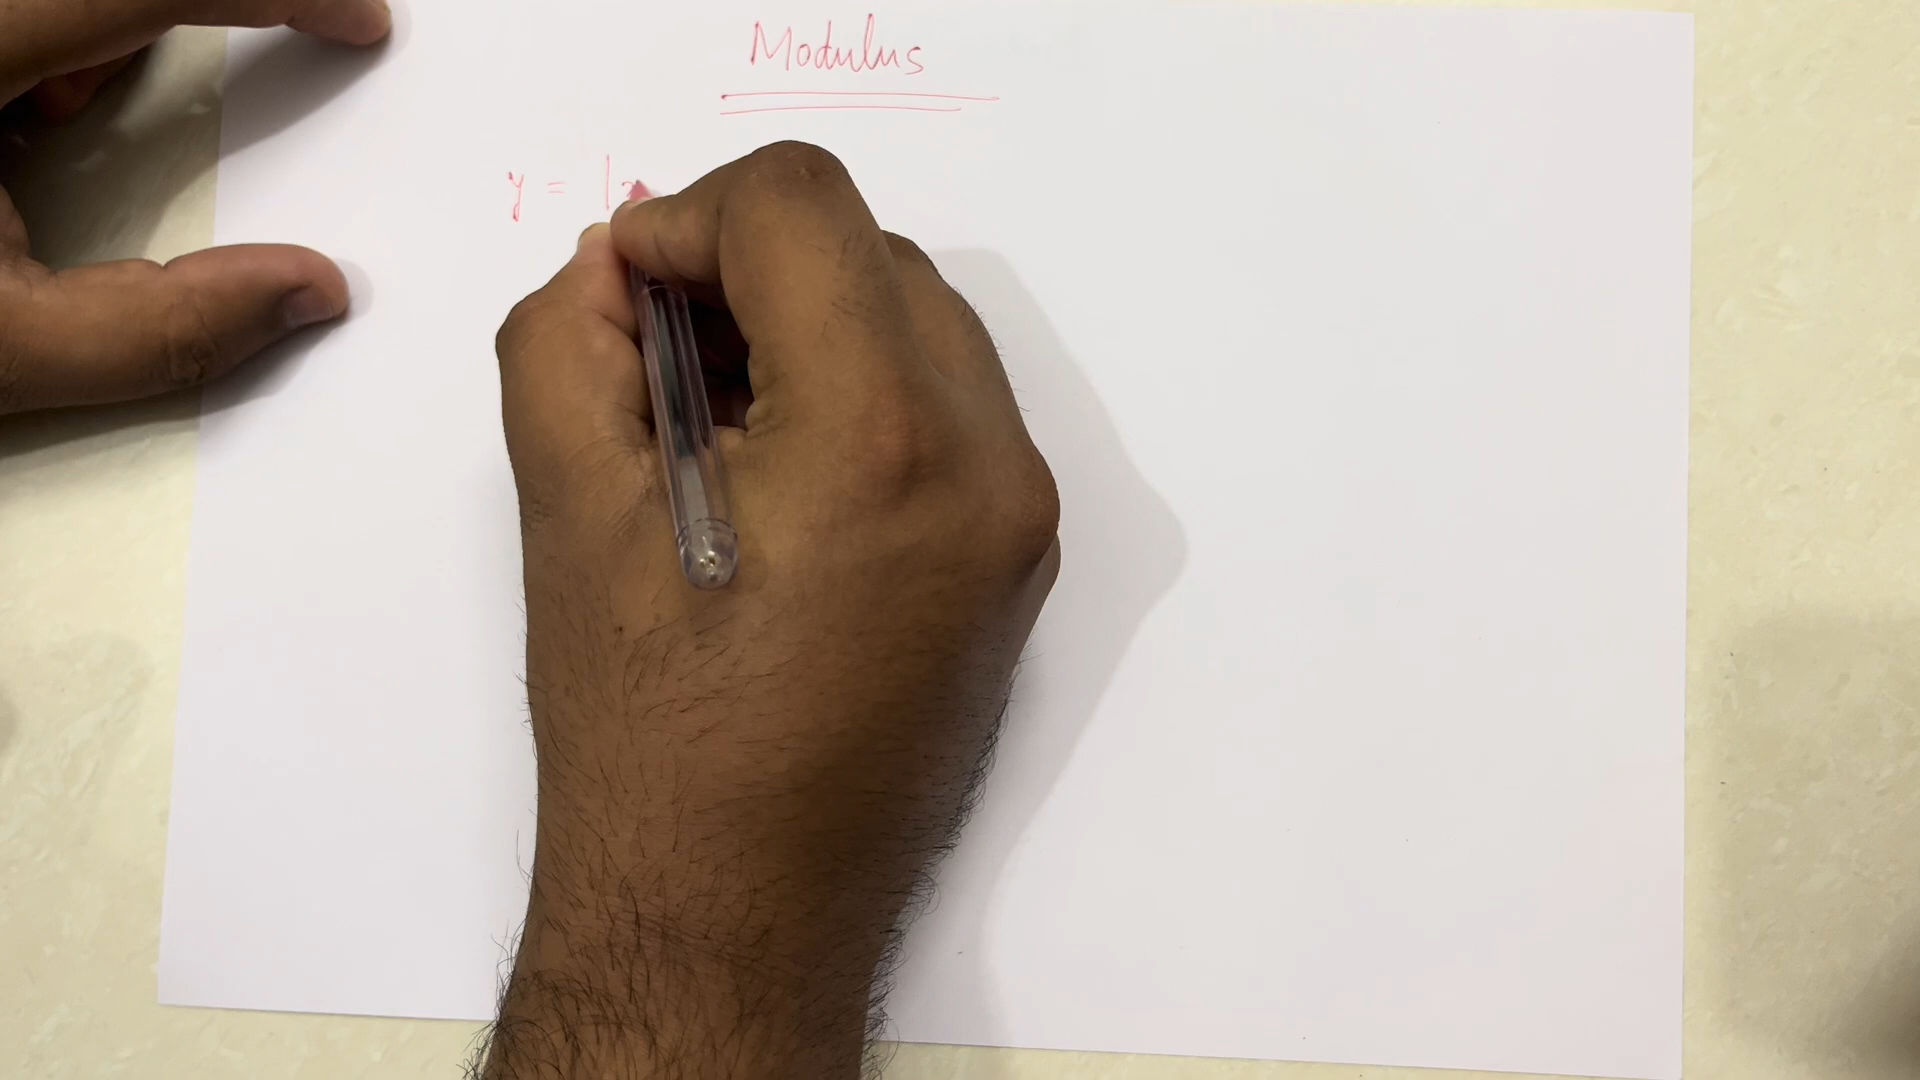 Modulus
y = |x